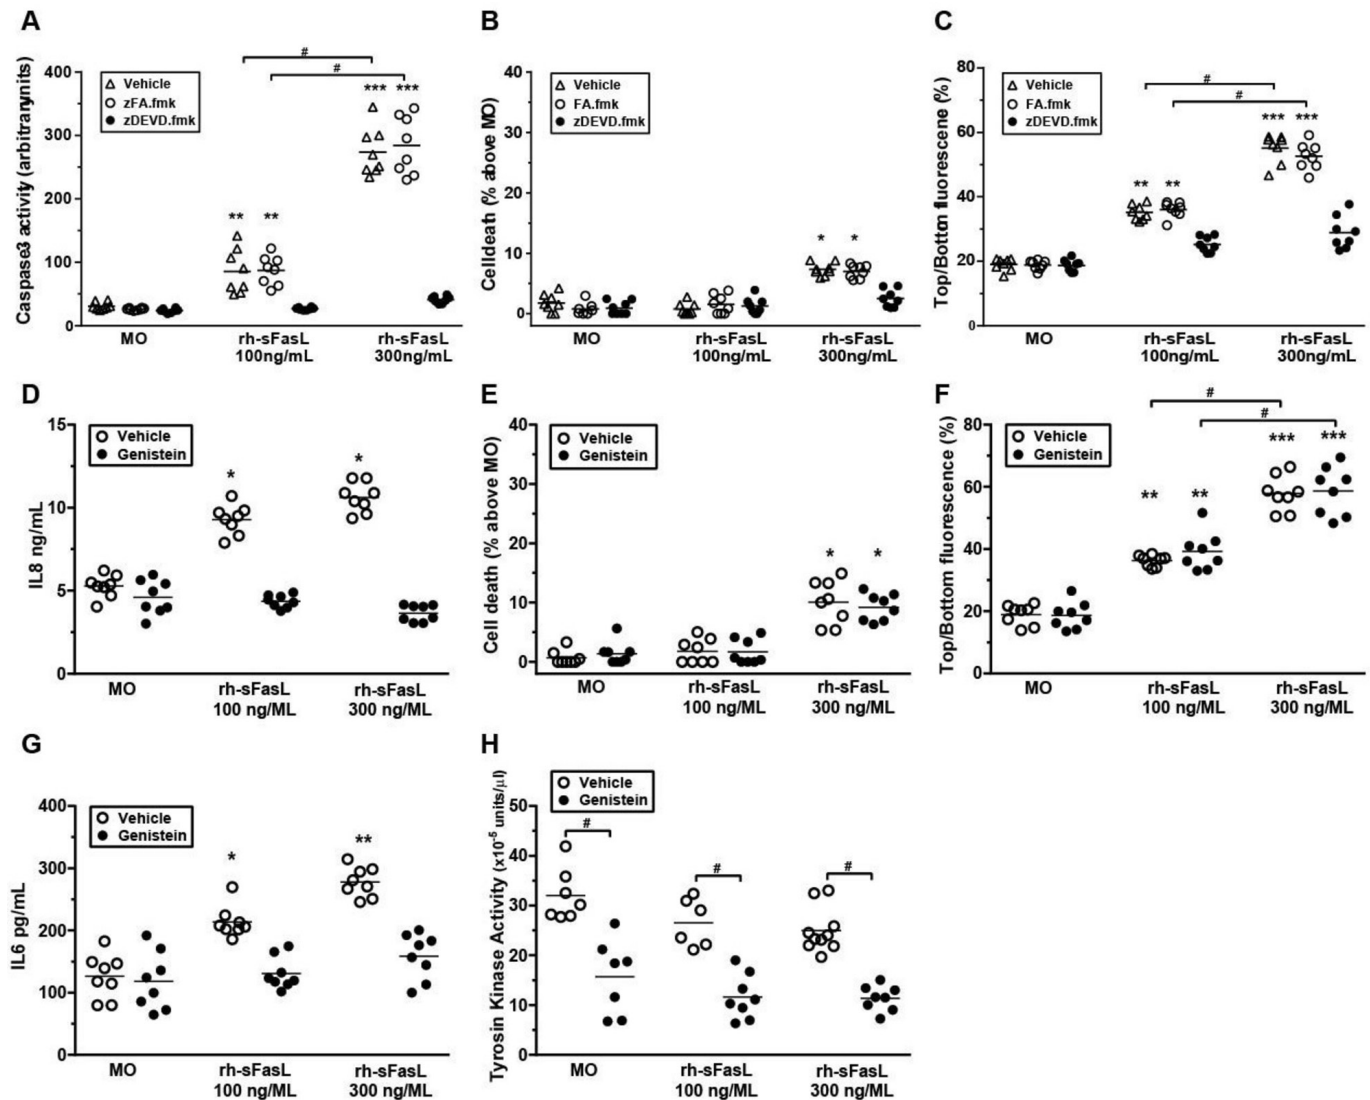 A
Caspase3 activity (arbitrarynits)
400
300
200
100
0
Vehicle
zFA.fmk
zDEVD.fmk
#
#
*** ***
** **
MO
rh-sFasL
100ng/mL
rh-sFasL
300ng/mL
B
Celldeath (% above MO)
40
30
20
10
0
Vehicle
FA.fmk
zDEVD.fmk
* *
MO
rh-sFasL
100ng/mL
rh-sFasL
300ng/mL
C
Top/Botton fluorescene (%)
80
60
40
20
0
Vehicle
FA.fmk
zDEVD.fmk
#
#
*** ***
** **
MO
rh-sFasL
100ng/mL
rh-sFasL
300ng/mL
D
IL8 ng/mL
15
10
5
0
Vehicle
Genistein
*
*
MO
rh-sFasL
100 ng/ML
rh-sFasL
300 ng/ML
E
Cell death (% above MO)
40
30
20
10
0
Vehicle
Genistein
* *
MO
rh-sFasL
100 ng/ML
rh-sFasL
300 ng/ML
F
Top/Bottom fluorescence (%)
80
60
40
20
0
Vehicle
Genistein
#
#
*** ***
** **
MO
rh-sFasL
100 ng/ML
rh-sFasL
300 ng/ML
G
IL6 pg/mL
400
300
200
100
0
Vehicle
Genistein
*
**
MO
rh-sFasL
100 ng/ML
rh-sFasL
300 ng/ML
H
Tyrosin Kinase Activity (x10⁻⁵ units/µl)
50
40
30
20
10
0
Vehicle
Genistein
#
#
#
MO
rh-sFasL
100 ng/ML
rh-sFasL
300 ng/ML